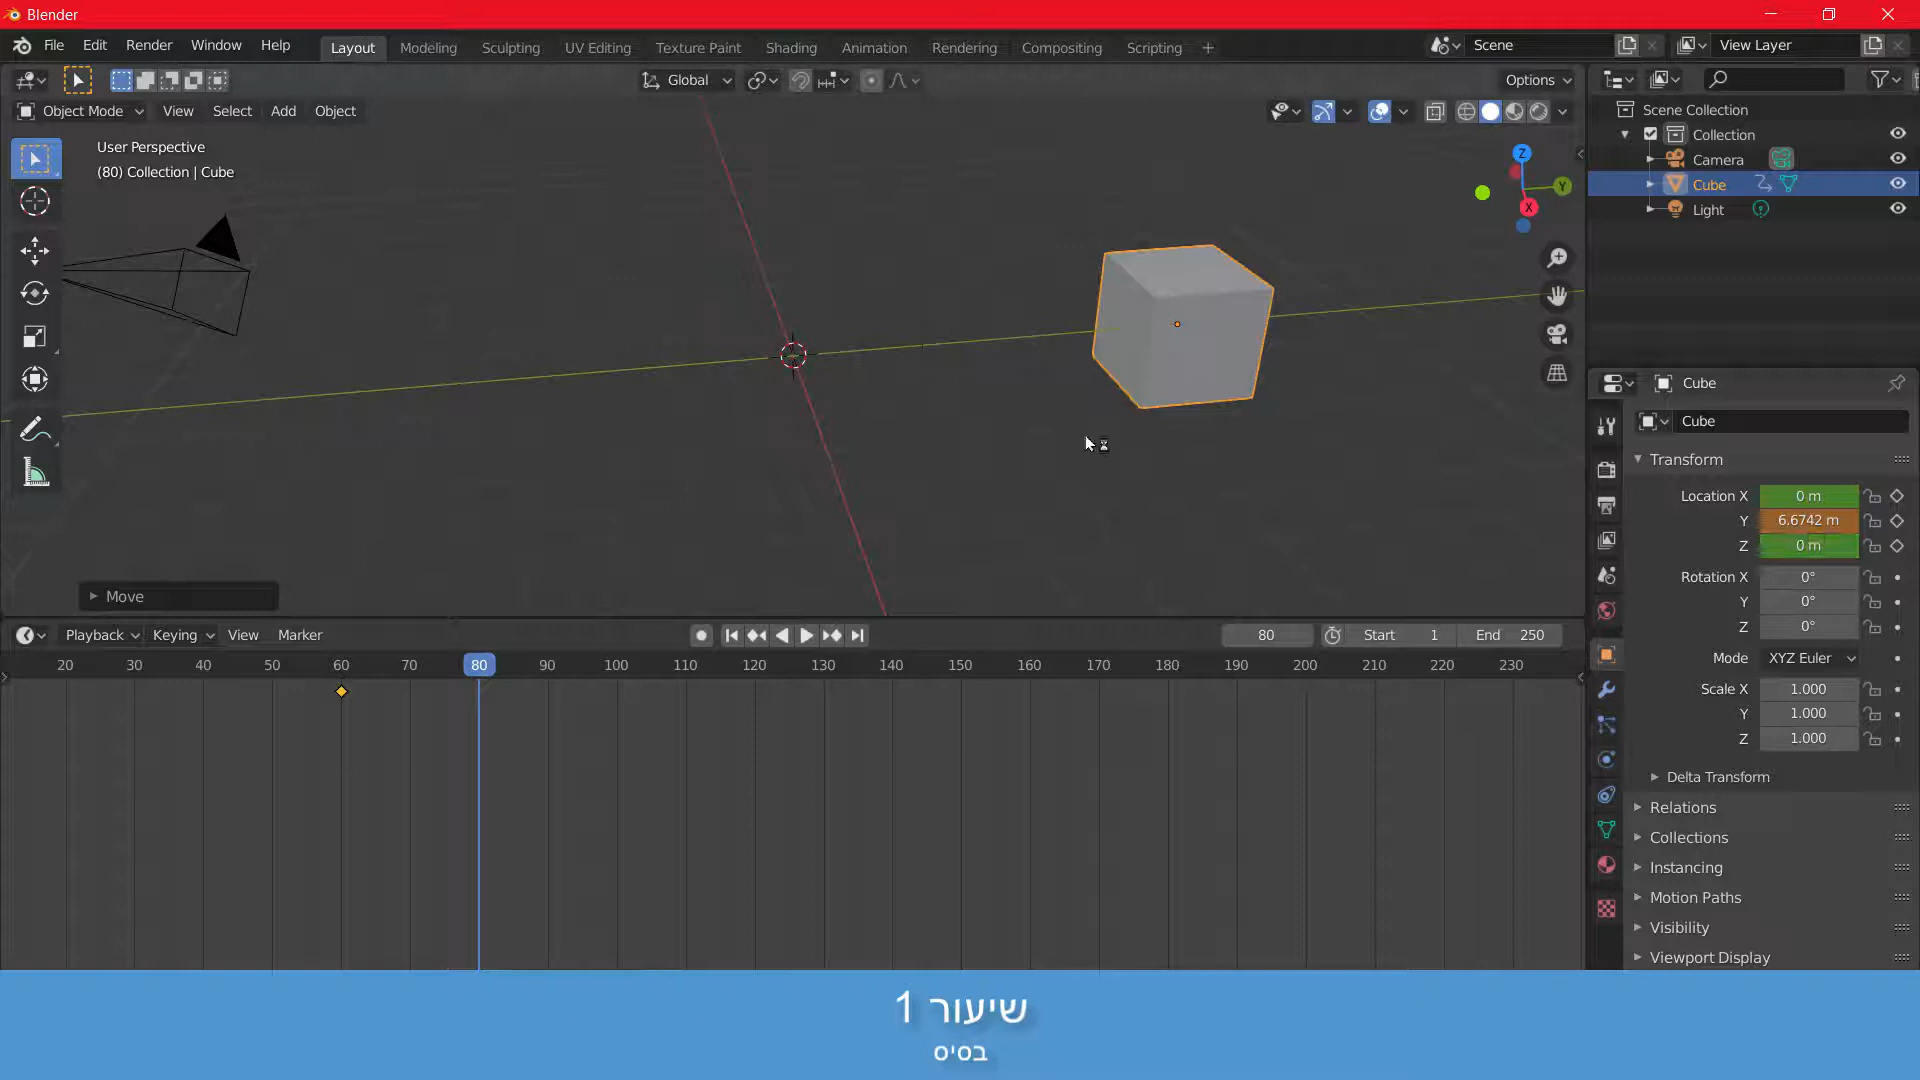 Blender
File Edit Render Window Help Layout Modeling Sculpting UV Editing Texture Paint Shading Animation Rendering Compositing Scripting + Scene View Layer
Global Options
Object Mode View Select Add Object
User Perspective
(80) Collection | Cube
Z
Y
X
Move
Scene Collection
Collection
Camera
Cube
Light
Cube
Cube
Transform
Location X 0 m
Y 6.6742 m
Z 0 m
Rotation X 0°
Y 0°
Z 0°
Mode XYZ Euler
Scale X 1.000
Y 1.000
Z 1.000
Delta Transform
Relations
Collections
Instancing
Motion Paths
Visibility
Viewport Display
Playback Keying View Marker 80 Start 1 End 250
20 30 40 50 60 70 80 90 100 110 120 130 140 150 160 170 180 190 200 210 220 230
שיעור 1
בסיס